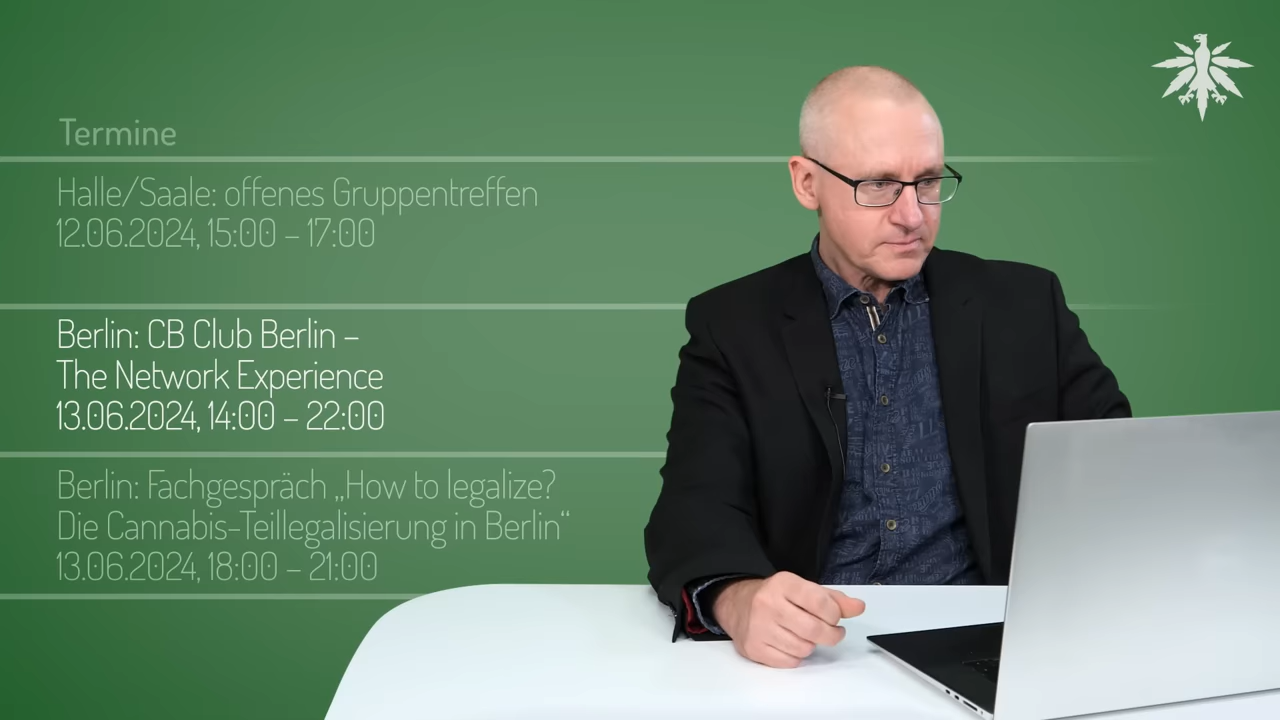 Termine
Halle/Saale: offenes Gruppentreffen
12.06.2024, 15:00 – 17:00
Berlin: CB Club Berlin –
The Network Experience
13.06.2024, 14:00 – 22:00
Berlin: Fachgespräch „How to legalize?
Die Cannabis-Teillegalisierung in Berlin“
13.06.2024, 18:00 – 21:00